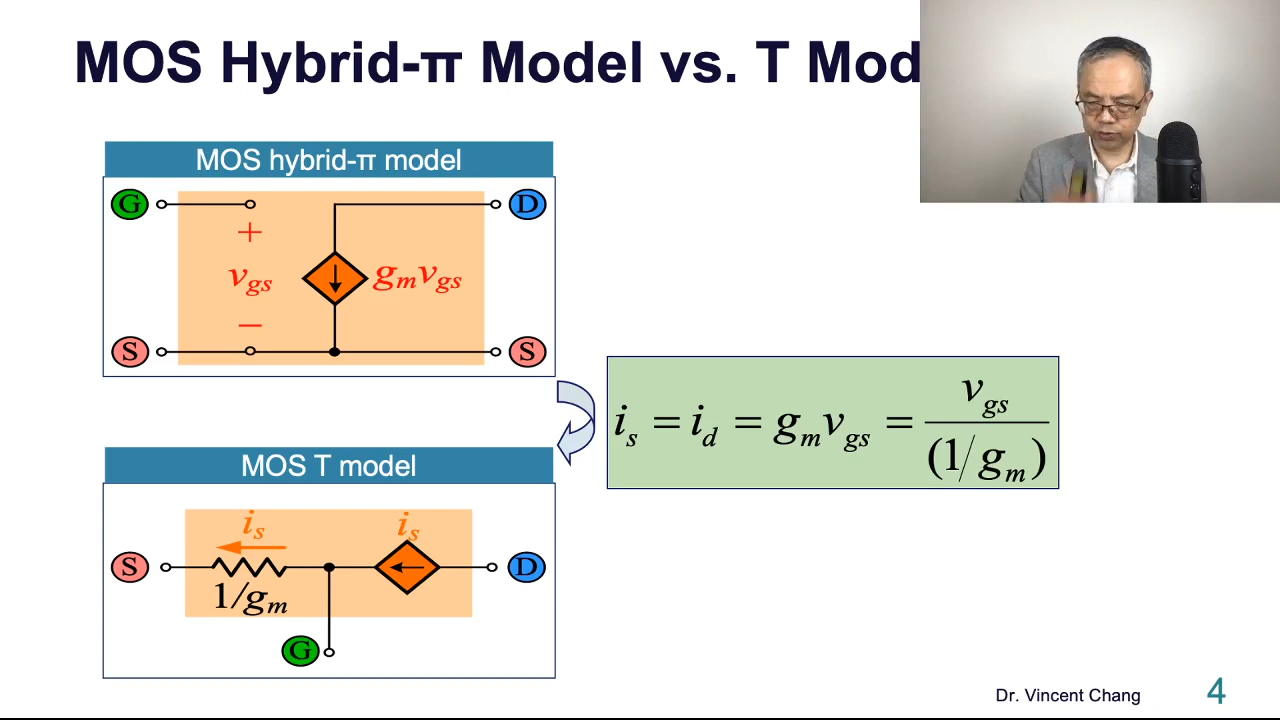 MOS Hybrid-π Model vs. T Mod
MOS hybrid-π model
G
D
+
v_gs
g_m v_gs
−
S
S
i_s = i_d = g_m v_gs = v_gs / (1/g_m)
MOS T model
i_s
i_s
S
D
1/g_m
G
Dr. Vincent Chang
4